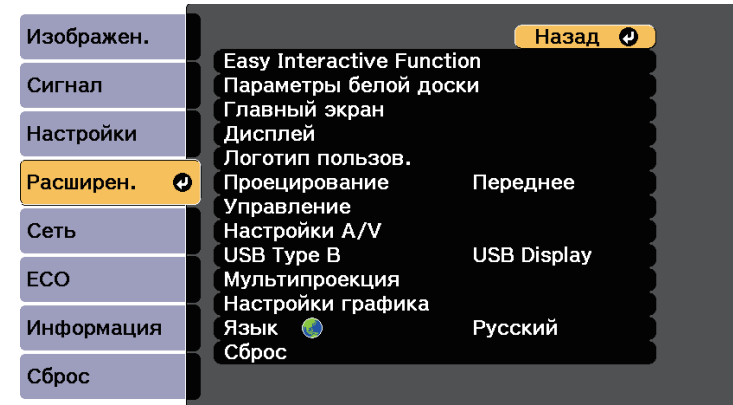 Изображен.
Сигнал
Настройки
Расширен.
Сеть
ECO
Информация
Сброс
Назад
Easy Interactive Function
Параметры белой доски
Главный экран
Дисплей
Логотип пользов.
Проецирование Переднее
Управление
Настройки A/V
USB Type B USB Display
Мультипроекция
Настройки графика
Язык Русский
Сброс